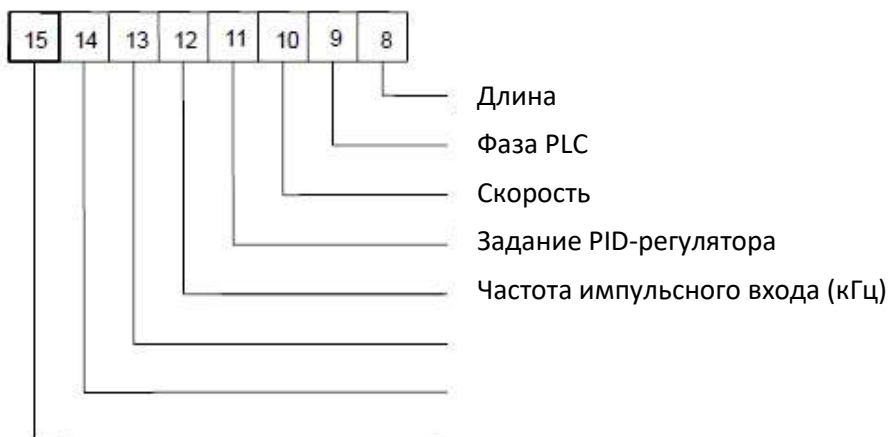 15 14 13 12 11 10 9 8
Длина
Фаза PLC
Скорость
Задание PID-регулятора
Частота импульсного входа (кГц)